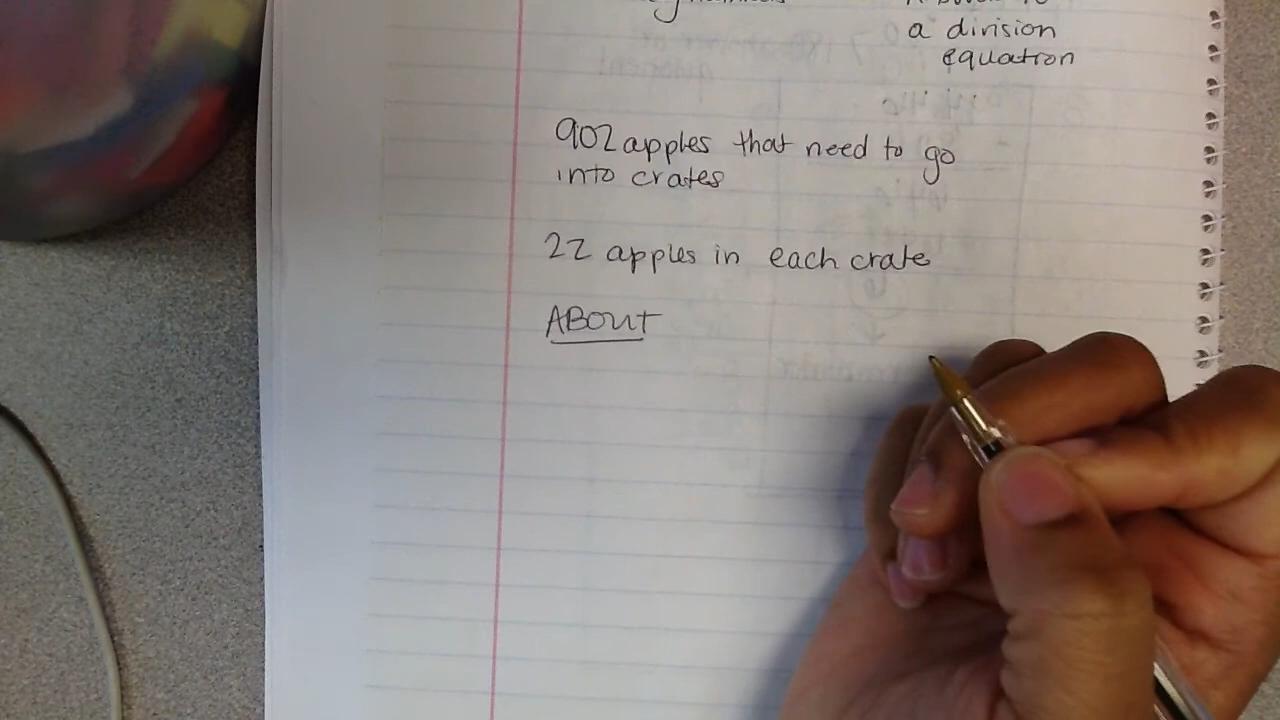 a division
equation
902 apples that need to go
into crates
22 apples in each crate
ABOUT